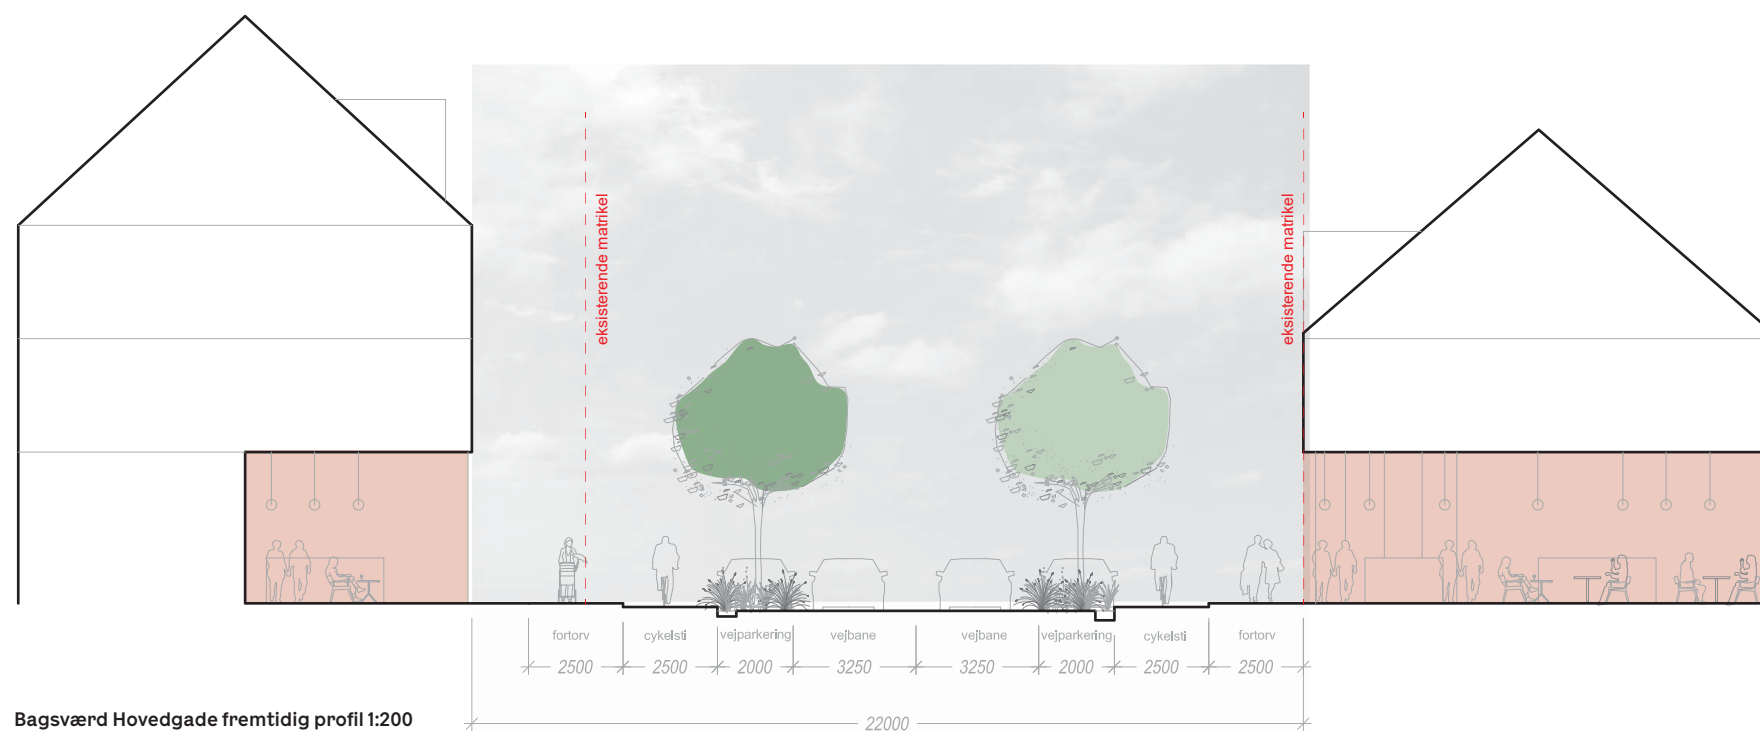 eksisterende matrikel
eksisterende matrikel
fortorv cykelsti vejparkering vejbane vejbane vejparkering cykelsti fortorv
2500 2500 2000 3250 3250 2000 2500 2500
22000
Bagsværd Hovedgade fremtidig profil 1:200